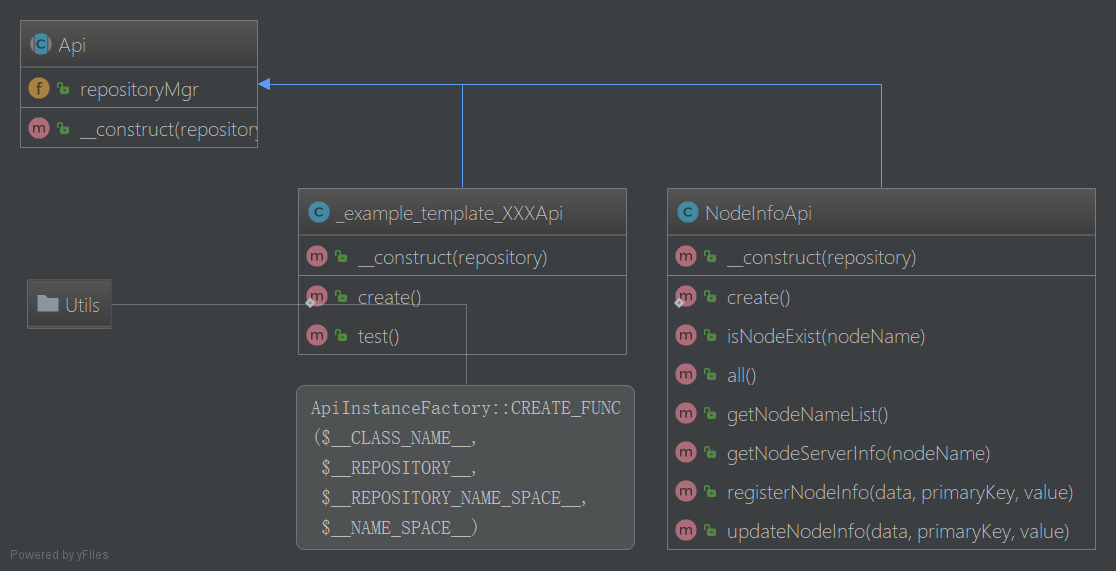 Api
repositoryMgr
__construct(repository
_example_template_XXXApi
__construct(repository)
create()
test()
NodeInfoApi
__construct(repository)
create()
isNodeExist(nodeName)
all()
getNodeNameList()
getNodeServerInfo(nodeName)
registerNodeInfo(data, primaryKey, value)
updateNodeInfo(data, primaryKey, value)
Utils
ApiInstanceFactory::CREATE_FUNC
($__CLASS_NAME__,
$__REPOSITORY__,
$__REPOSITORY_NAME_SPACE__,
$__NAME_SPACE__)
Powered by yFiles